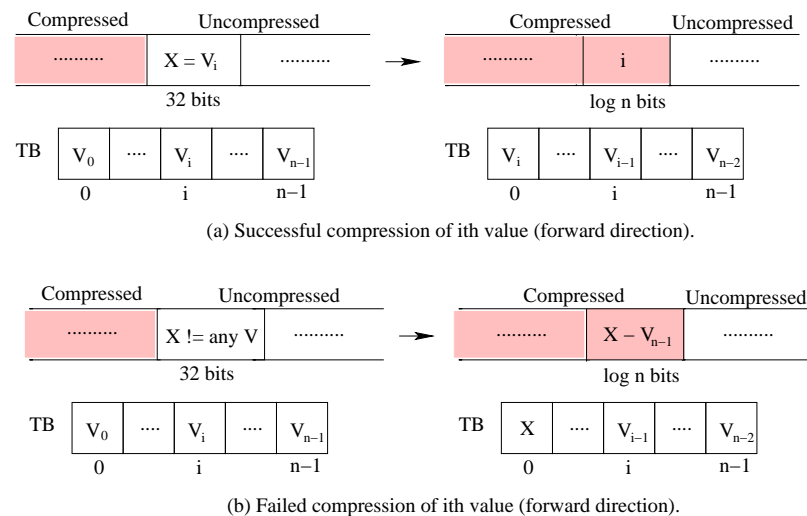 Compressed Uncompressed Compressed Uncompressed
.......... X = V_i .......... .......... i ..........
32 bits log n bits
TB V_0 .... V_i .... V_n−1 TB V_i .... V_i−1 .... V_n−2
0 i n−1 0 i n−1
(a) Successful compression of ith value (forward direction).
Compressed Uncompressed Compressed Uncompressed
.......... X != any V .......... .......... X − V_n−1 ..........
32 bits log n bits
TB V_0 .... V_i .... V_n−1 TB X .... V_i−1 .... V_n−2
0 i n−1 0 i n−1
(b) Failed compression of ith value (forward direction).